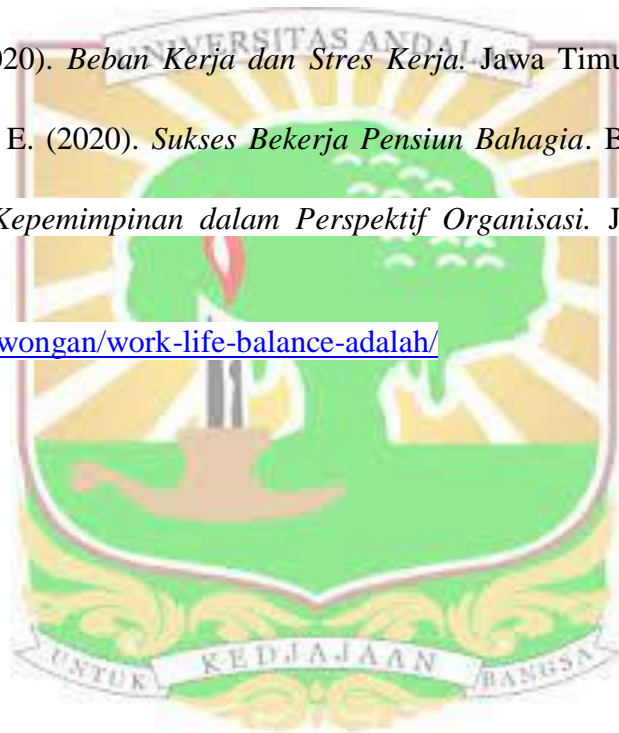 UNIVERSITAS ANDALAS
020). Beban Kerja dan Stres Kerja. Jawa Timu
E. (2020). Sukses Bekerja Pensiun Bahagia. B
Kepemimpinan dalam Perspektif Organisasi. J
wongan/work-life-balance-adalah/
UNTUK KEDJAJAAN BANGSA